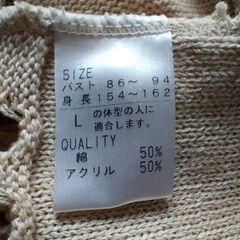 SIZE
バスト 86～ 94
身長 154～162
L の体型の人に
適合します。
QUALITY
綿 50%
アクリル 50%